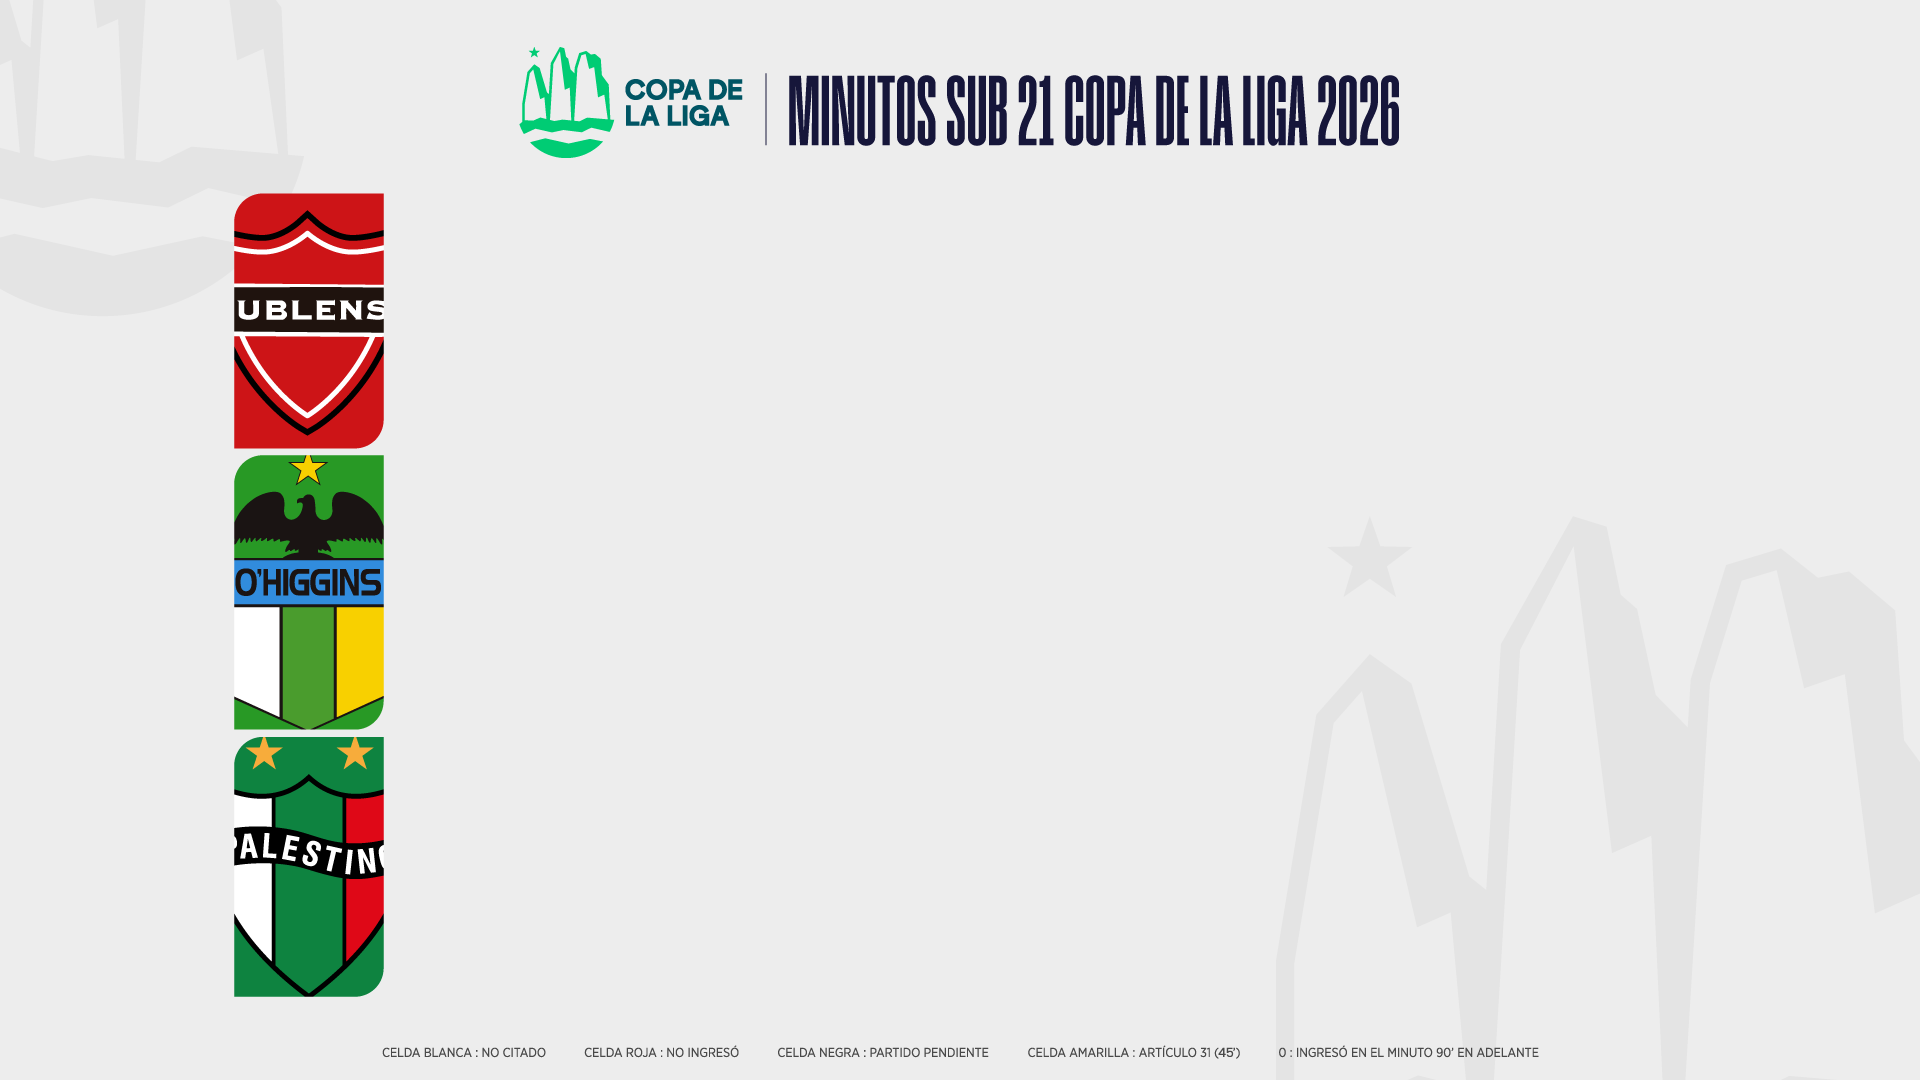 COPA DE
LA LIGA
MINUTOS SUB 21 COPA DE LA LIGA 2026
UBLENS
O'HIGGINS
PALESTINO
CELDA BLANCA : NO CITADO
CELDA ROJA : NO INGRESÓ
CELDA NEGRA : PARTIDO PENDIENTE
CELDA AMARILLA : ARTÍCULO 31 (45')
0 : INGRESÓ EN EL MINUTO 90' EN ADELANTE